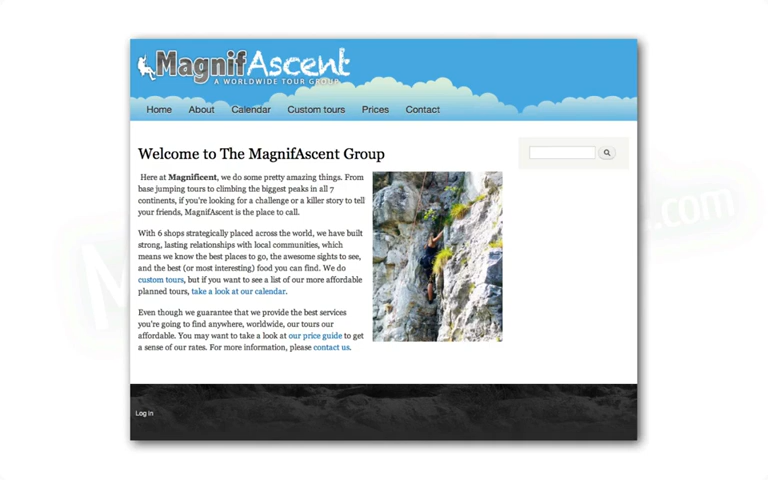 MagnifAscent
A WORLDWIDE TOUR GROUP
Home About Calendar Custom tours Prices Contact
Welcome to The MagnifAscent Group
Here at Magnificent, we do some pretty amazing things. From
base jumping tours to climbing the biggest peaks in all 7
continents, if you're looking for a challenge or a killer story to tell
your friends, MagnifAscent is the place to call.
With 6 shops strategically placed across the world, we have built
strong, lasting relationships with local communities, which
means we know the best places to go, the awesome sights to see,
and the best (or most interesting) food you can find. We do
custom tours, but if you want to see a list of our more affordable
planned tours, take a look at our calendar.
Even though we guarantee that we provide the best services
you're going to find anywhere, worldwide, our tours our
affordable. You may want to take a look at our price guide to get
a sense of our rates. For more information, please contact us.
Log in
.com